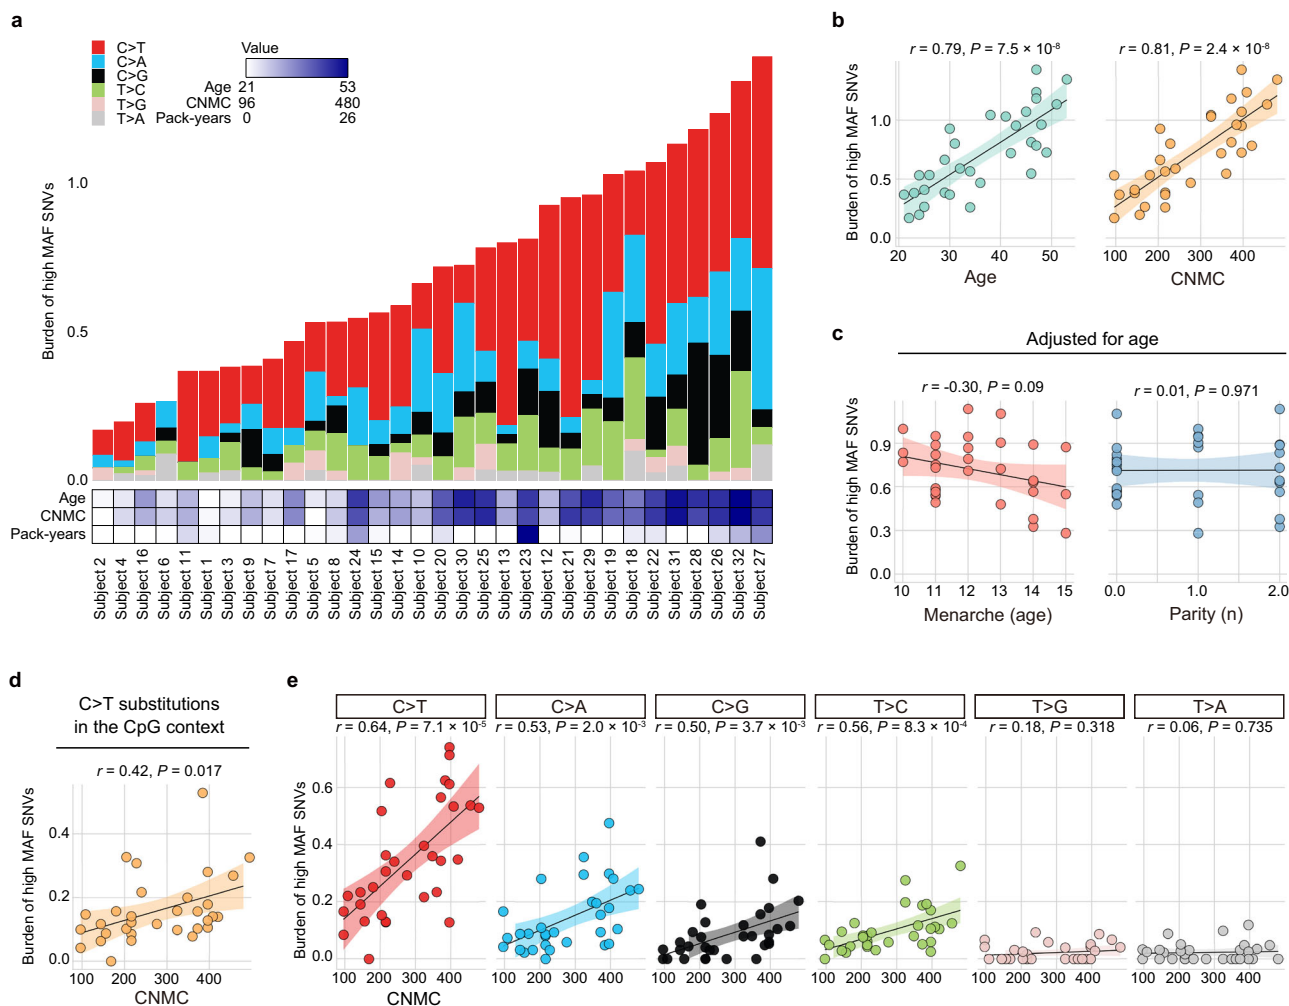 a
C>T
C>A
C>G
T>C
T>G
T>A
Value
Age 21 53
CNMC 96 480
Pack-years 0 26
Burden of high MAF SNVs
1.0
0.5
0.0
Age
CNMC
Pack-years
Subject 2
Subject 4
Subject 16
Subject 6
Subject 11
Subject 1
Subject 3
Subject 9
Subject 7
Subject 17
Subject 5
Subject 8
Subject 24
Subject 15
Subject 14
Subject 10
Subject 20
Subject 30
Subject 25
Subject 13
Subject 23
Subject 12
Subject 21
Subject 29
Subject 19
Subject 18
Subject 22
Subject 31
Subject 28
Subject 26
Subject 32
Subject 27
b
r = 0.79, P = 7.5 × 10⁻⁸
r = 0.81, P = 2.4 × 10⁻⁸
Burden of high MAF SNVs
1.0
0.5
0.0
20 30 40 50
Age
100 200 300 400
CNMC
c
Adjusted for age
r = -0.30, P = 0.09
r = 0.01, P = 0.971
Burden of high MAF SNVs
0.9
0.6
0.3
0.0
10 11 12 13 14 15
Menarche (age)
0.0 1.0 2.0
Parity (n)
d
C>T substitutions
in the CpG context
r = 0.42, P = 0.017
Burden of high MAF SNVs
0.4
0.2
0.0
100 200 300 400
CNMC
e
C>T
C>A
C>G
T>C
T>G
T>A
r = 0.64, P = 7.1 × 10⁻⁵
r = 0.53, P = 2.0 × 10⁻³
r = 0.50, P = 3.7 × 10⁻³
r = 0.56, P = 8.3 × 10⁻⁴
r = 0.18, P = 0.318
r = 0.06, P = 0.735
Burden of high MAF SNVs
0.6
0.4
0.2
0.0
100 200 300 400
100 200 300 400
100 200 300 400
100 200 300 400
100 200 300 400
100 200 300 400
CNMC